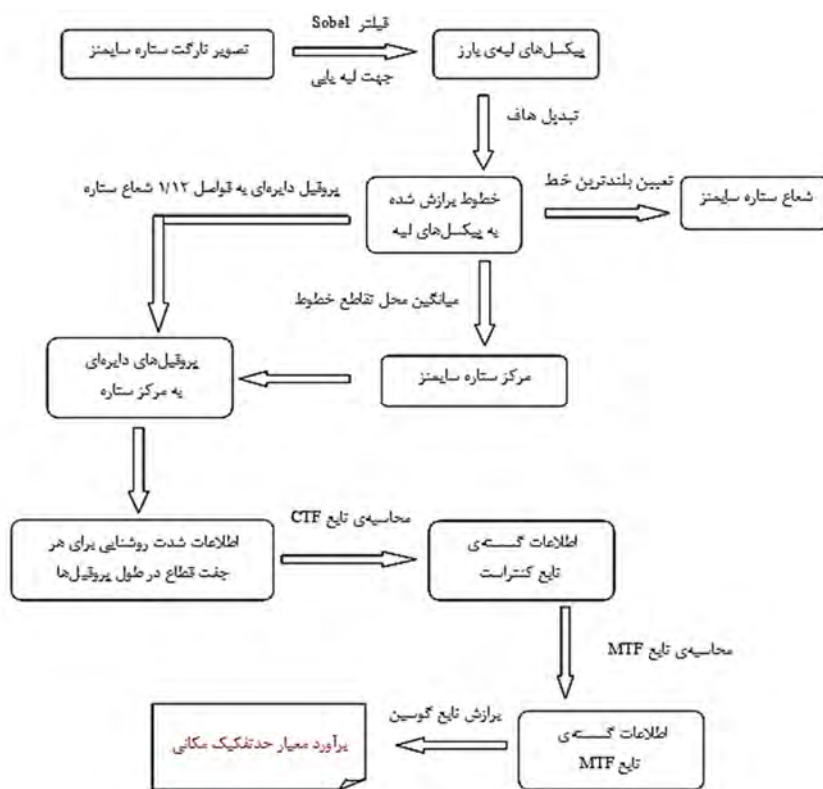 تصویر تارگت ستاره سایمنز
فیلتر Sobel
جهت لبه یابی
پیکسل‌های لبه‌ی بارز
تبدیل هاف
خطوط برازش شده
به پیکسل‌های لبه
تعیین بلندترین خط
شعاع ستاره سایمنز
پروفیل دایره‌ای به فواصل ۱/۱۲ شعاع ستاره
میانگین محل تقاطع خطوط
مرکز ستاره سایمنز
پروفیل‌های دایره‌ای
به مرکز ستاره
اطلاعات شدت روشنایی برای هر
جفت قطاع در طول پروفیل‌ها
محاسبه‌ی تابع CTF
اطلاعات گسسته‌ی
تابع کنتراست
محاسبه‌ی تابع MTF
اطلاعات گسسته‌ی
تابع MTF
برازش تابع گوسین
برآورد معیار حدتفکیک مکانی